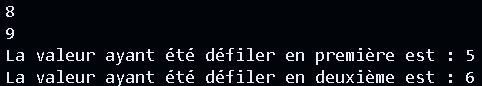 8
9
La valeur ayant été défiler en première est : 5
La valeur ayant été défiler en deuxième est : 6